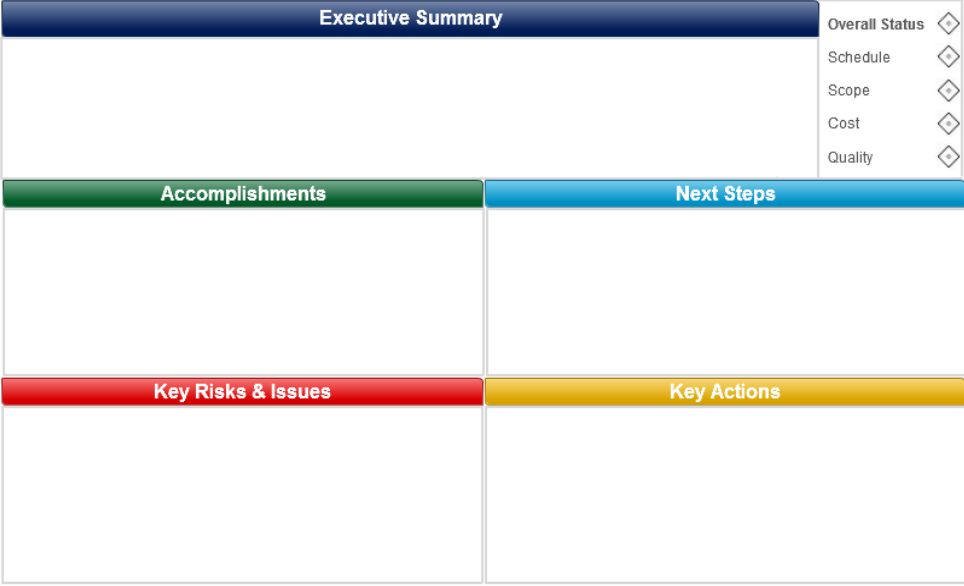 Executive Summary
Overall Status
Schedule
Scope
Cost
Quality
Accomplishments
Next Steps
Key Risks & Issues
Key Actions